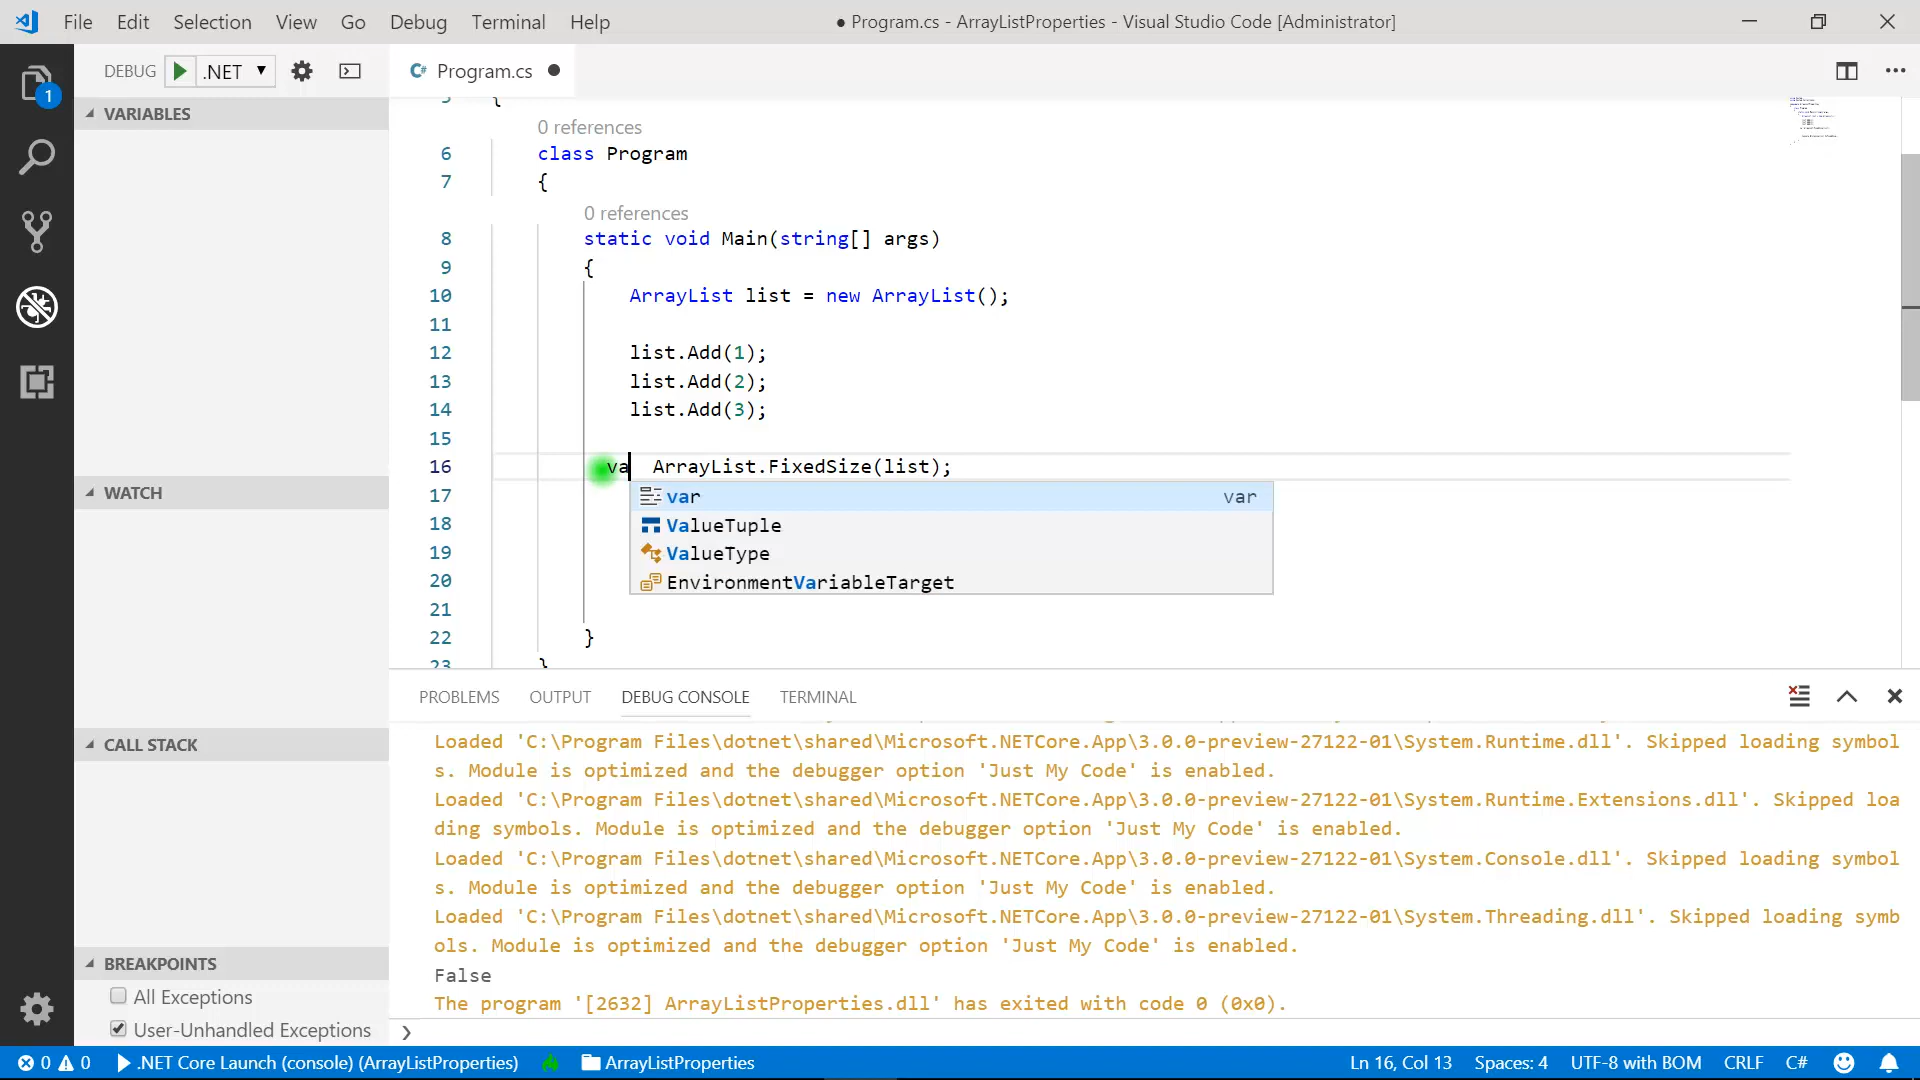 File Edit Selection View Go Debug Terminal Help
● Program.cs - ArrayListProperties - Visual Studio Code [Administrator]
DEBUG .NET
C# Program.cs
1
VARIABLES
WATCH
CALL STACK
BREAKPOINTS
All Exceptions
User-Unhandled Exceptions
5 {
0 references
6 class Program
7 {
0 references
8 static void Main(string[] args)
9 {
10 ArrayList list = new ArrayList();
11
12 list.Add(1);
13 list.Add(2);
14 list.Add(3);
15
16 va ArrayList.FixedSize(list);
17 var var
18 ValueTuple
19 ValueType
20 EnvironmentVariableTarget
21
22 }
23 }
PROBLEMS OUTPUT DEBUG CONSOLE TERMINAL
Loaded 'C:\Program Files\dotnet\shared\Microsoft.NETCore.App\3.0.0-preview-27122-01\System.Runtime.dll'. Skipped loading symbol
s. Module is optimized and the debugger option 'Just My Code' is enabled.
Loaded 'C:\Program Files\dotnet\shared\Microsoft.NETCore.App\3.0.0-preview-27122-01\System.Runtime.Extensions.dll'. Skipped loa
ding symbols. Module is optimized and the debugger option 'Just My Code' is enabled.
Loaded 'C:\Program Files\dotnet\shared\Microsoft.NETCore.App\3.0.0-preview-27122-01\System.Console.dll'. Skipped loading symbol
s. Module is optimized and the debugger option 'Just My Code' is enabled.
Loaded 'C:\Program Files\dotnet\shared\Microsoft.NETCore.App\3.0.0-preview-27122-01\System.Threading.dll'. Skipped loading symb
ols. Module is optimized and the debugger option 'Just My Code' is enabled.
False
The program '[2632] ArrayListProperties.dll' has exited with code 0 (0x0).
0 0 .NET Core Launch (console) (ArrayListProperties) ArrayListProperties Ln 16, Col 13 Spaces: 4 UTF-8 with BOM CRLF C#